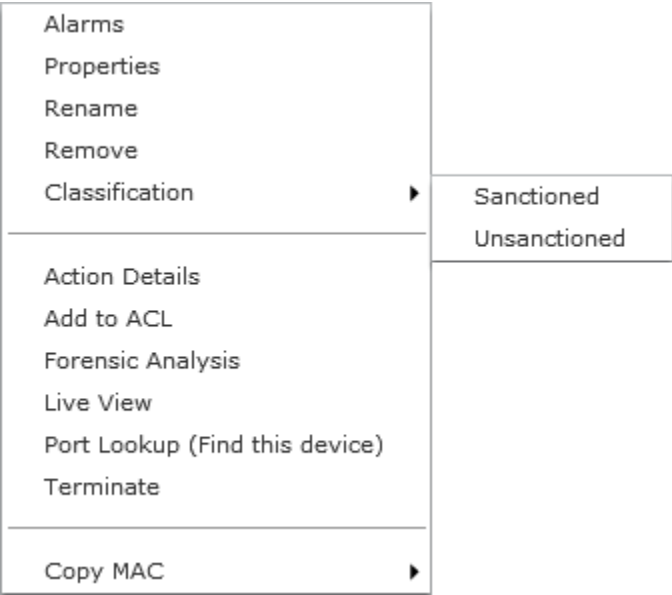 Alarms
Properties
Rename
Remove
Classification
Sanctioned
Unsanctioned
Action Details
Add to ACL
Forensic Analysis
Live View
Port Lookup (Find this device)
Terminate
Copy MAC